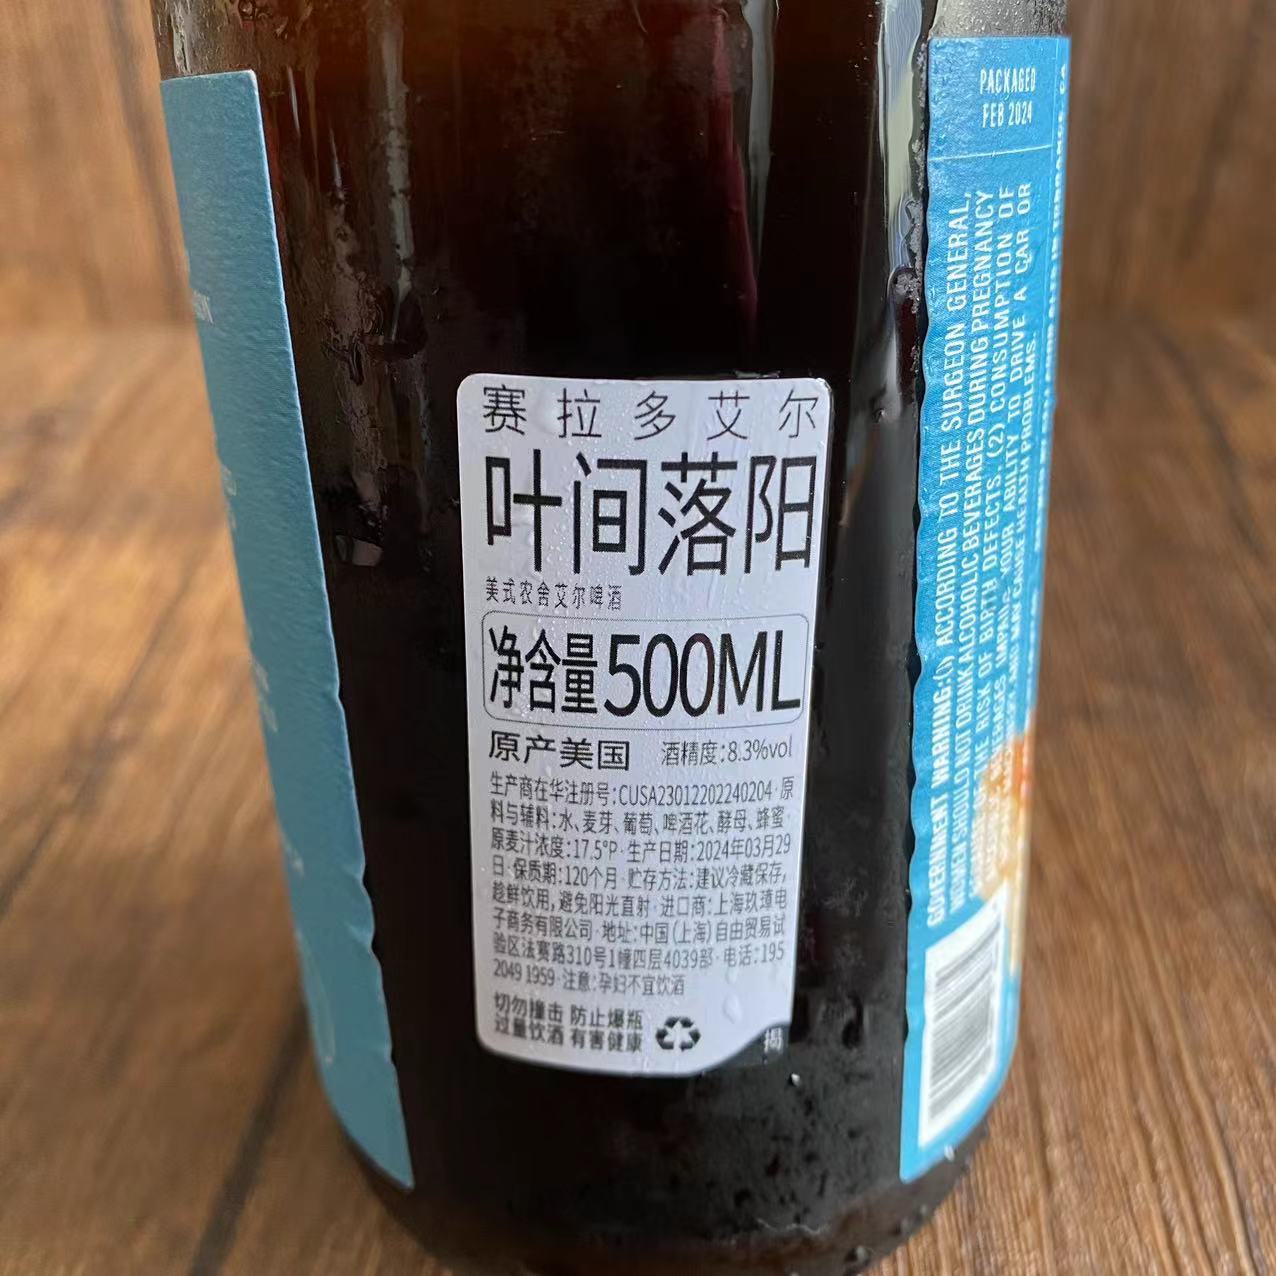 赛拉多艾尔
叶间落阳
美式农舍艾尔啤酒
净含量500ML
原产美国 酒精度:8.3%vol
生产商在华注册号:CUSA23012202240204·原
料与辅料:水、麦芽、葡萄、啤酒花、酵母、蜂蜜·
原麦汁浓度:17.5°P·生产日期:2024年03月29
日·保质期:120个月·贮存方法:建议冷藏保存,
趁鲜饮用,避免阳光直射·进口商:上海玖璋电
子商务有限公司·地址:中国(上海)自由贸易试
验区法赛路310号1幢四层4039部·电话:195
2049 1959·注意:孕妇不宜饮酒
切勿撞击 防止爆瓶
过量饮酒 有害健康
揭
PACKAGED
FEB 2024
GOVERNMENT WARNING:(1) ACCORDING TO THE SURGEON GENERAL,
WOMEN SHOULD NOT DRINK ALCOHOLIC BEVERAGES DURING PREGNANCY
THE RISK OF BIRTH DEFECTS. (2) CONSUMPTION OF
YOUR ABILITY TO DRIVE A CAR OR
AND MAY CAUSE HEALTH PROBLEMS.